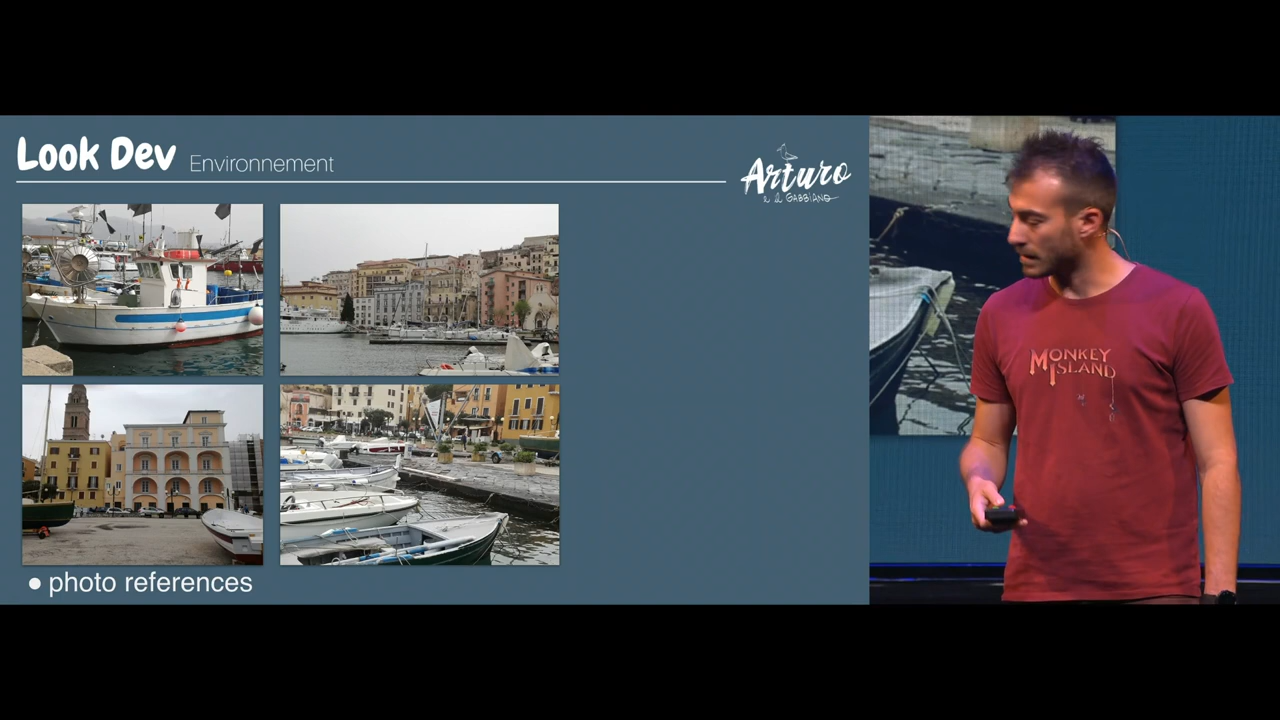 Look Dev Environnement
Arturo
e il GABBIANO
• photo references
MONKEY
ISLAND